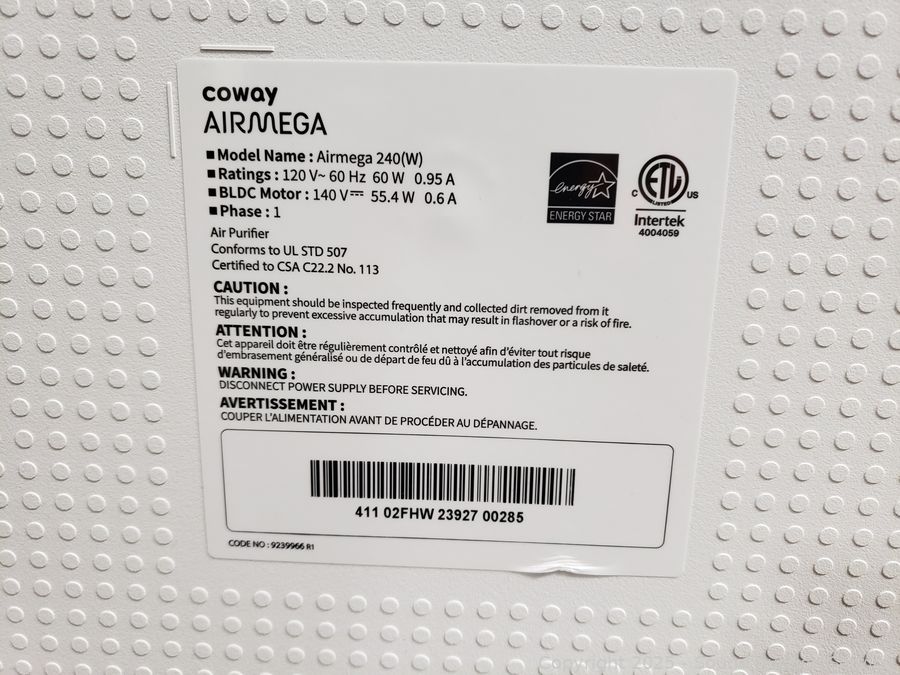 coway
AIRMEGA
■Model Name : Airmega 240(W)
■Ratings : 120 V~ 60 Hz 60 W 0.95 A
■BLDC Motor : 140 V⎓ 55.4 W 0.6 A
■Phase : 1
Air Purifier
Conforms to UL STD 507
Certified to CSA C22.2 No. 113
energy
ENERGY STAR
C ETL US
LISTED
Intertek
4004059
CAUTION :
This equipment should be inspected frequently and collected dirt removed from it
regularly to prevent excessive accumulation that may result in flashover or a risk of fire.
ATTENTION :
Cet appareil doit être régulièrement contrôlé et nettoyé afin d'éviter tout risque
d'embrasement généralisé ou de départ de feu dû à l'accumulation des particules de saleté.
WARNING :
DISCONNECT POWER SUPPLY BEFORE SERVICING.
AVERTISSEMENT :
COUPER L'ALIMENTATION AVANT DE PROCÉDER AU DÉPANNAGE.
411 02FHW 23927 00285
CODE NO : 9239966 R1
Copyright 2025